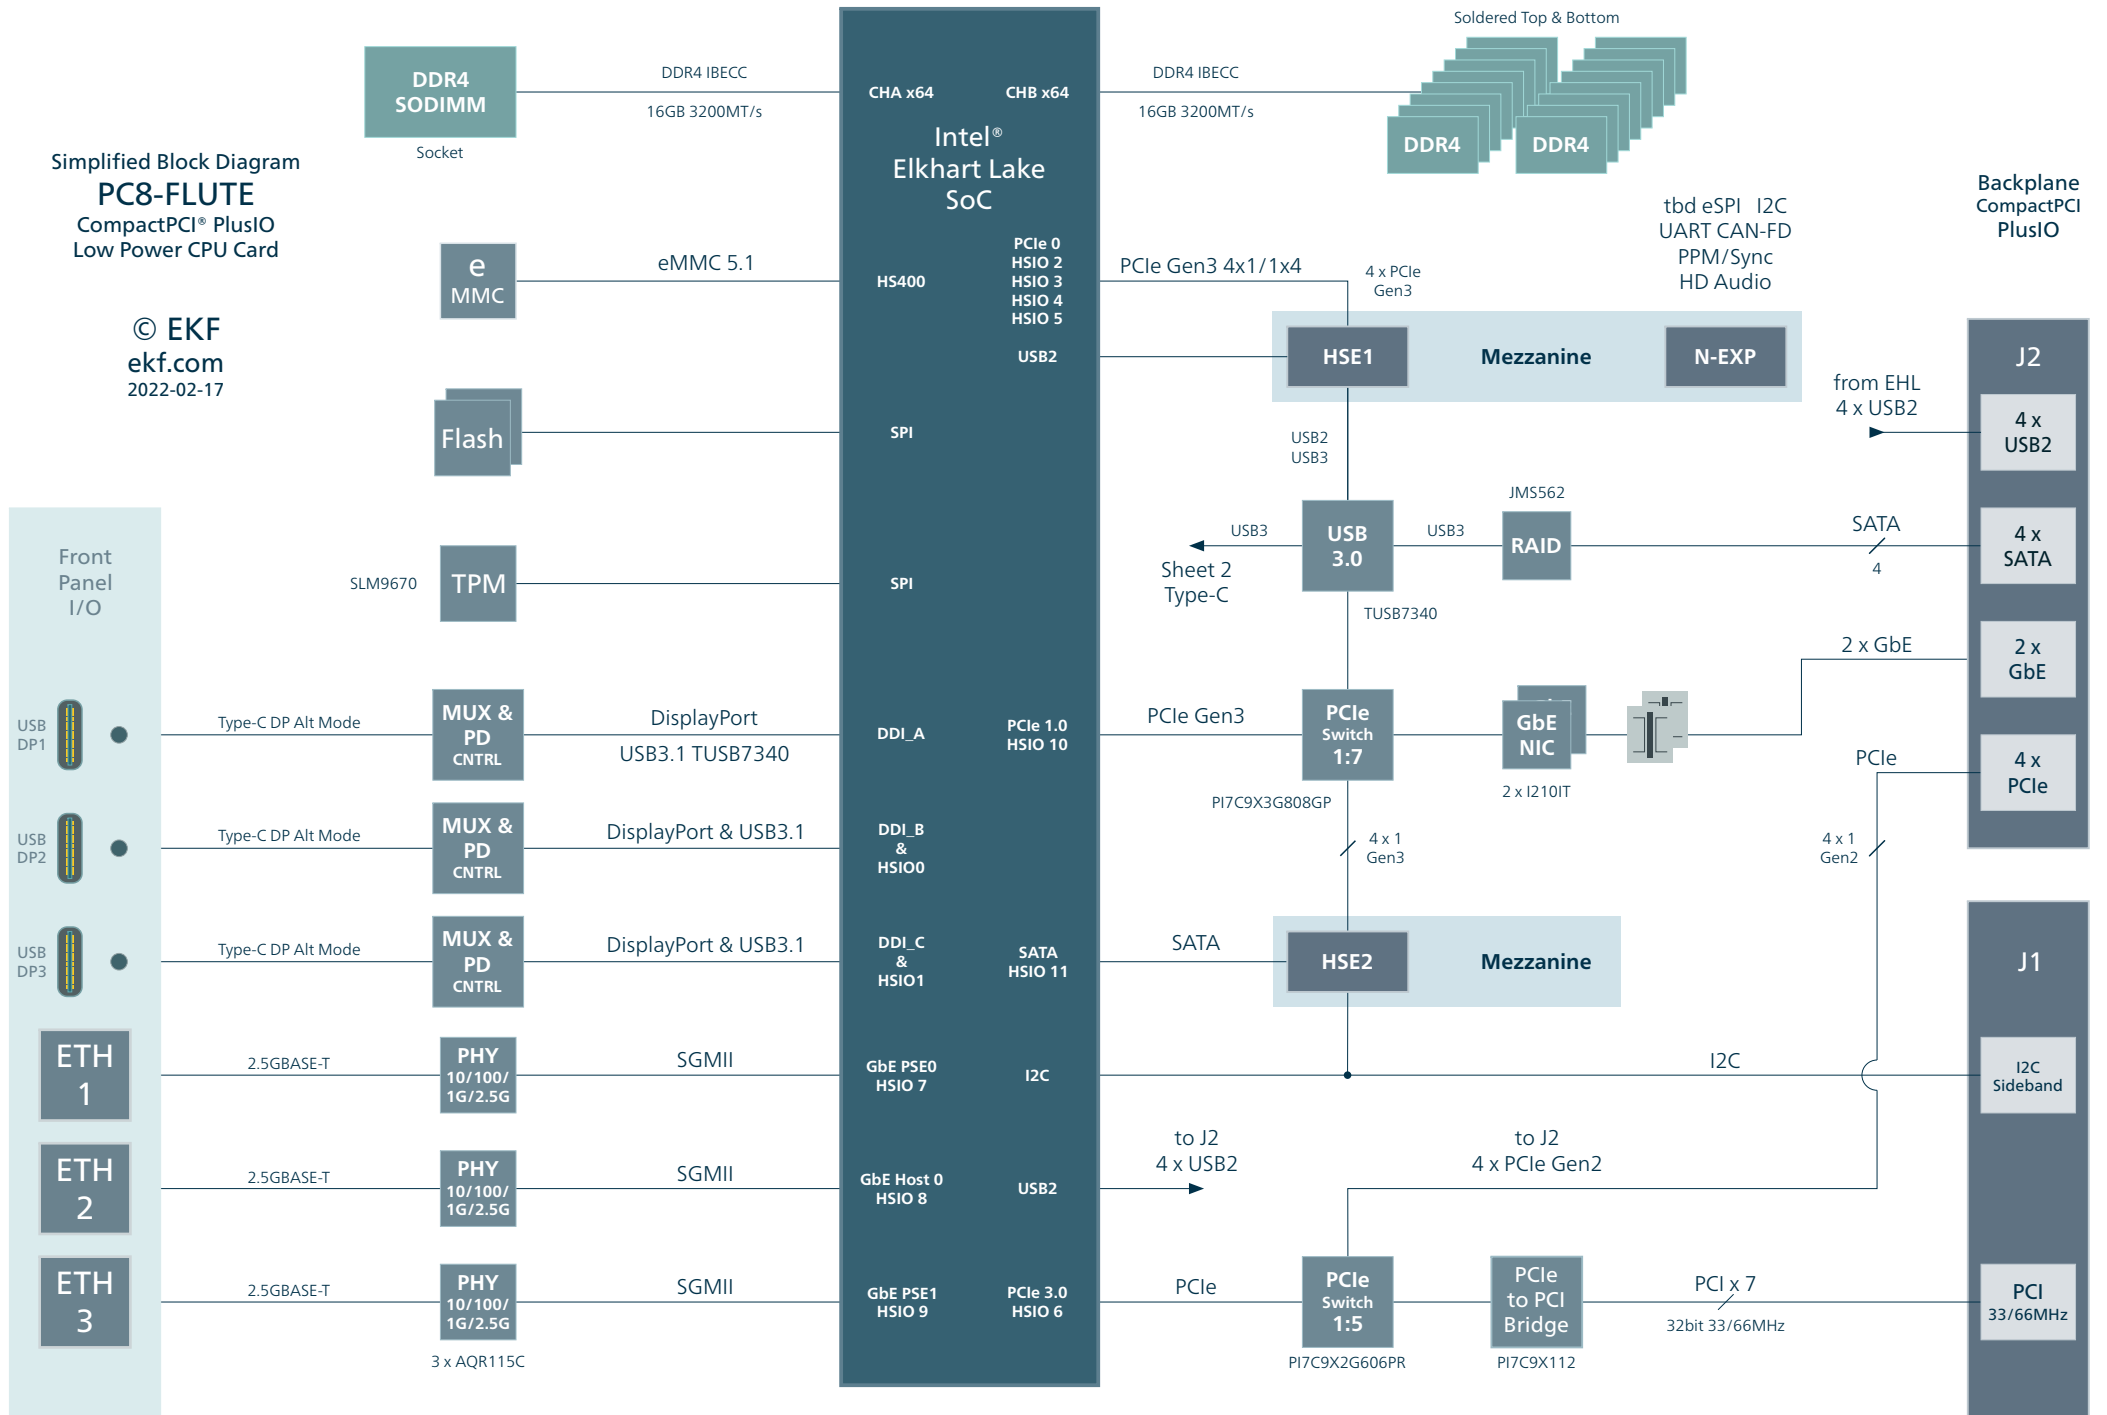 Simplified Block Diagram
PC8-FLUTE
CompactPCI® PlusIO
Low Power CPU Card
© EKF
ekf.com
2022-02-17
DDR4
SODIMM
Socket
DDR4 IBECC
16GB 3200MT/s
CHA x64
CHB x64
Intel®
Elkhart Lake
SoC
DDR4 IBECC
16GB 3200MT/s
Soldered Top & Bottom
DDR4
DDR4
e
MMC
eMMC 5.1
HS400
PCIe 0
HSIO 2
HSIO 3
HSIO 4
HSIO 5
PCIe Gen3 4x1/1x4
4 x PCIe
Gen3
tbd eSPI I2C
UART CAN-FD
PPM/Sync
HD Audio
Backplane
CompactPCI
PlusIO
USB2
HSE1
Mezzanine
N-EXP
J2
from EHL
4 x USB2
4 x
USB2
Flash
SPI
USB2
USB3
Front
Panel
I/O
SLM9670
TPM
SPI
USB3
Sheet 2
Type-C
USB
3.0
TUSB7340
USB3
JMS562
RAID
SATA
4
4 x
SATA
USB
DP1
Type-C DP Alt Mode
MUX &
PD
CNTRL
DisplayPort
USB3.1 TUSB7340
DDI_A
PCIe 1.0
HSIO 10
PCIe Gen3
PCIe
Switch
1:7
PI7C9X3G808GP
GbE
NIC
2 x I210IT
2 x GbE
2 x
GbE
PCIe
4 x
PCIe
USB
DP2
Type-C DP Alt Mode
MUX &
PD
CNTRL
DisplayPort & USB3.1
DDI_B
&
HSIO0
4 x 1
Gen3
4 x 1
Gen2
USB
DP3
Type-C DP Alt Mode
MUX &
PD
CNTRL
DisplayPort & USB3.1
DDI_C
&
HSIO1
SATA
HSIO 11
SATA
HSE2
Mezzanine
J1
ETH
1
2.5GBASE-T
PHY
10/100/
1G/2.5G
SGMII
GbE PSE0
HSIO 7
I2C
I2C
I2C
Sideband
ETH
2
2.5GBASE-T
PHY
10/100/
1G/2.5G
SGMII
GbE Host 0
HSIO 8
USB2
to J2
4 x USB2
to J2
4 x PCIe Gen2
ETH
3
2.5GBASE-T
PHY
10/100/
1G/2.5G
3 x AQR115C
SGMII
GbE PSE1
HSIO 9
PCIe 3.0
HSIO 6
PCIe
PCIe
Switch
1:5
PI7C9X2G606PR
PCIe
to PCI
Bridge
PI7C9X112
PCI x 7
32bit 33/66MHz
PCI
33/66MHz